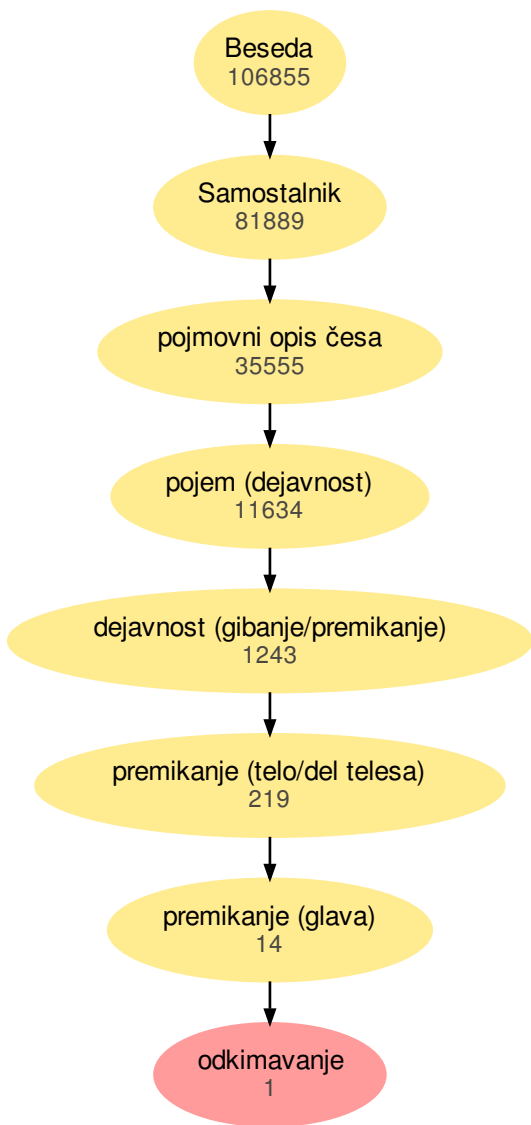 Beseda
106855
Samostalnik
81889
pojmovni opis česa
35555
pojem (dejavnost)
11634
dejavnost (gibanje/premikanje)
1243
premikanje (telo/del telesa)
219
premikanje (glava)
14
odkimavanje
1